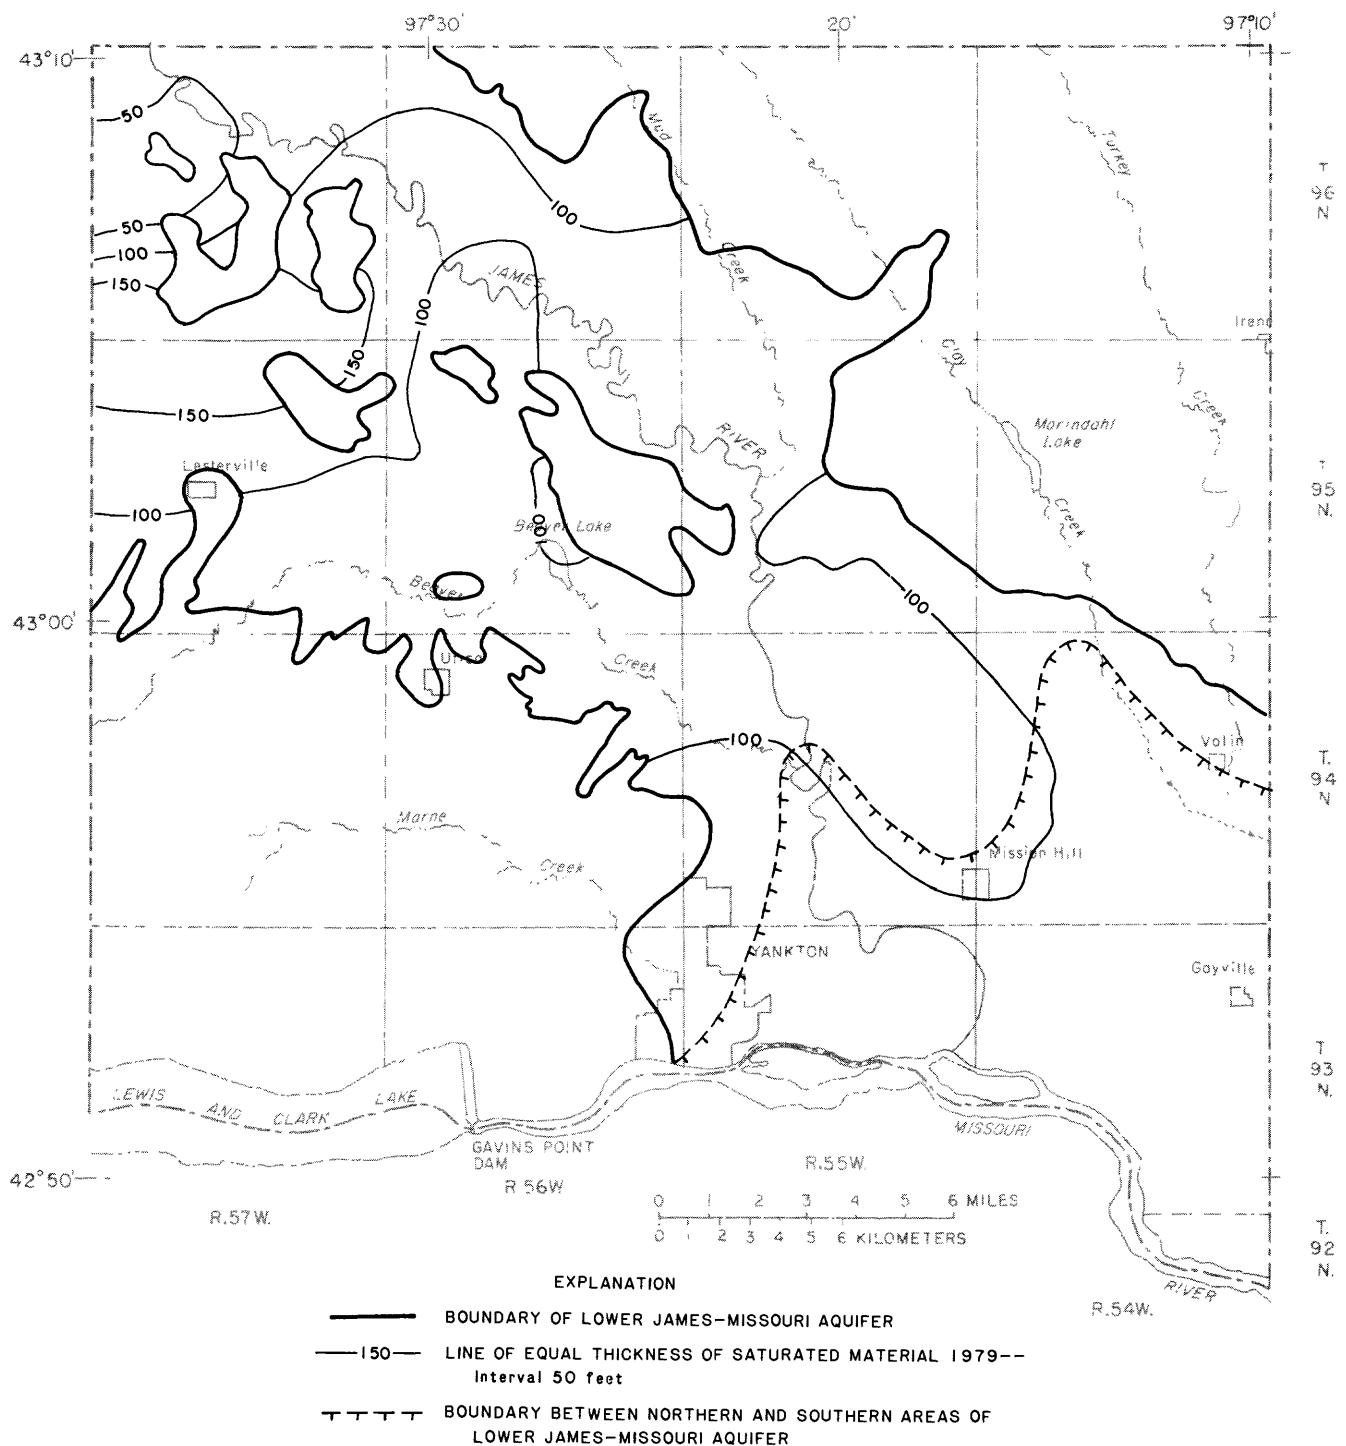 97°30'
20'
97°10'
43°10'
50
Mud
Turkey
T
96
N
100
50
100
150
Creek
JAMES
100
Irene
Clay
150
150
Creek
Marindahl
Lake
RIVER
Lesterville
T
95
N.
100
100
Beaver Lake
Creek
Beaver
100
43°00'
Utica
Creek
100
Volin
T.
94
N
Marne
Mission Hill
Creek
YANKTON
Gayville
T
93
N.
LEWIS AND CLARK LAKE
MISSOURI
GAVINS POINT
DAM
R.55W.
42°50'
R 56W
R.57W.
0 1 2 3 4 5 6 MILES
0 1 2 3 4 5 6 KILOMETERS
T.
92
N.
RIVER
R.54W.
EXPLANATION
BOUNDARY OF LOWER JAMES-MISSOURI AQUIFER
150 LINE OF EQUAL THICKNESS OF SATURATED MATERIAL 1979--
Interval 50 feet
BOUNDARY BETWEEN NORTHERN AND SOUTHERN AREAS OF
LOWER JAMES-MISSOURI AQUIFER